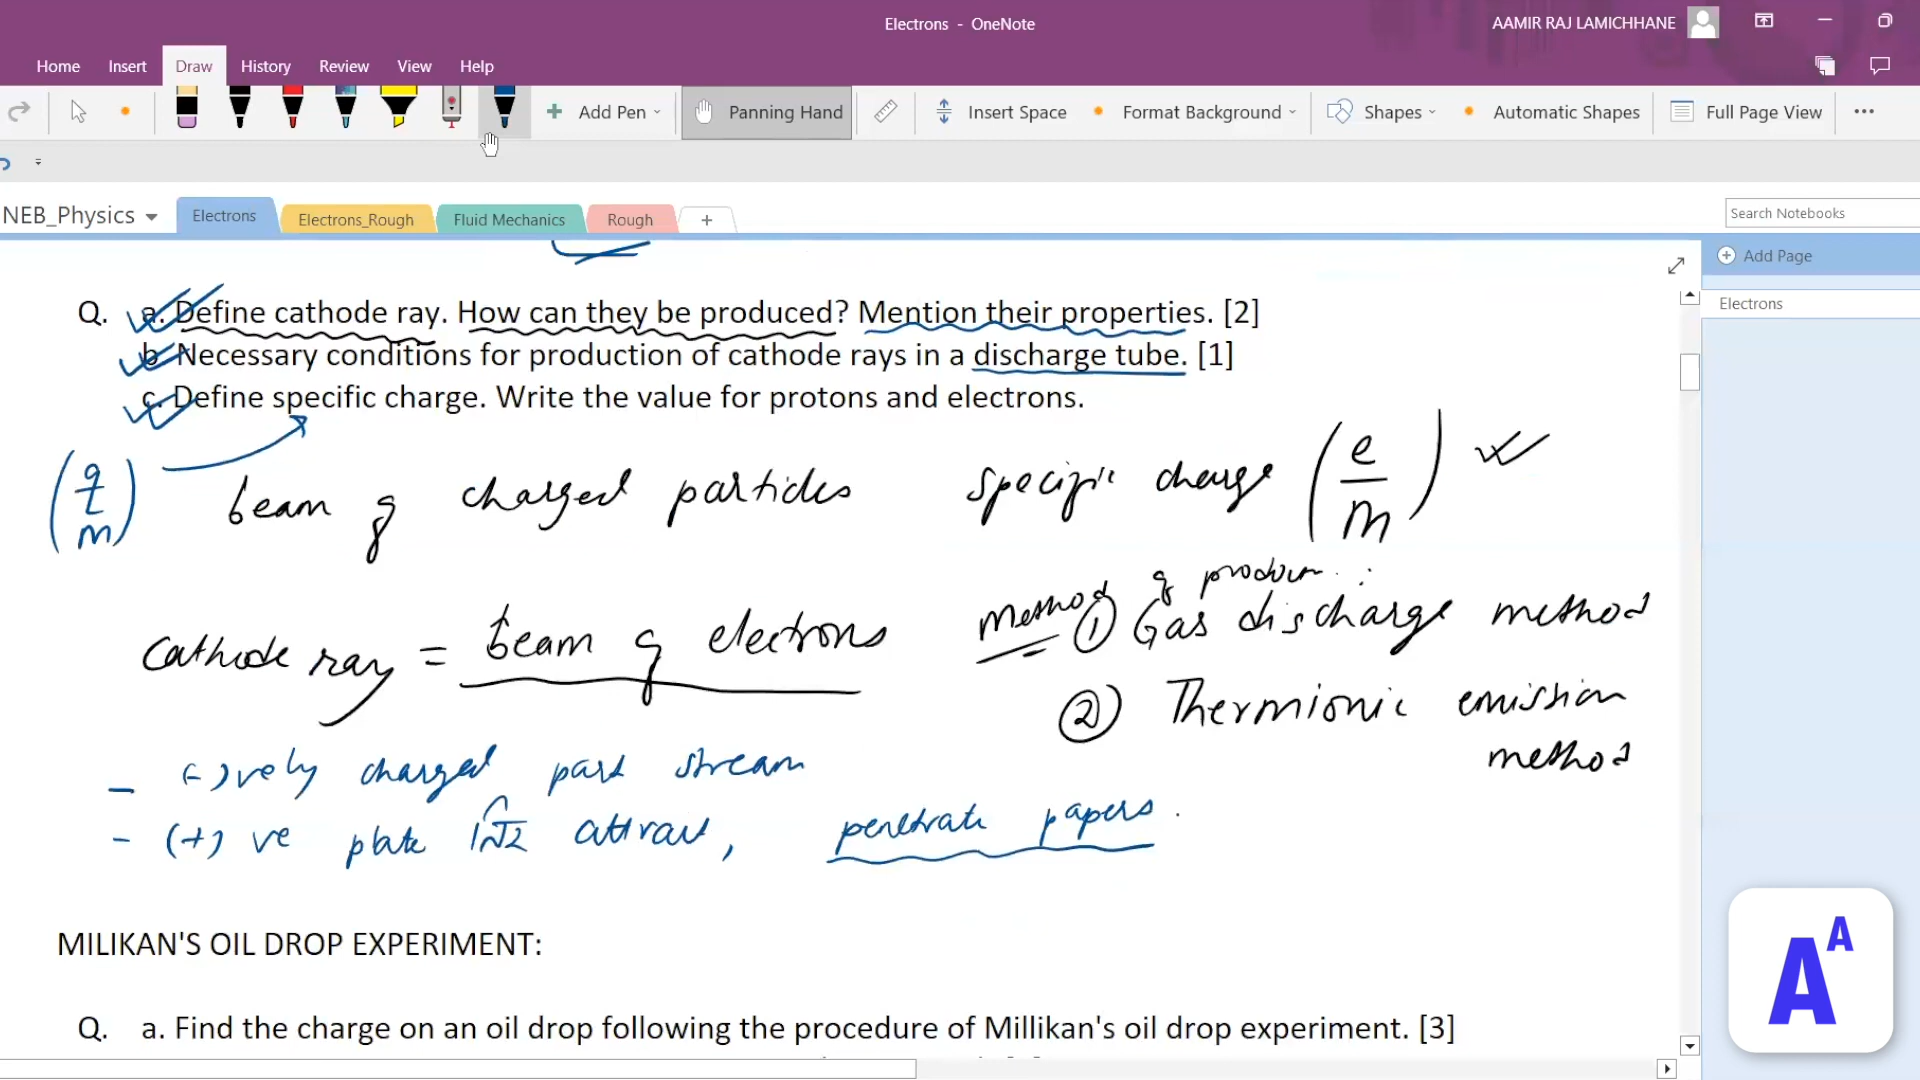 Electrons - OneNote
AAMIR RAJ LAMICHHANE
Home Insert Draw History Review View Help
+ Add Pen Panning Hand Insert Space Format Background Shapes Automatic Shapes Full Page View ...
NEB_Physics Electrons Electrons_Rough Fluid Mechanics Rough +
Search Notebooks
Add Page
Electrons
Q. a. Define cathode ray. How can they be produced? Mention their properties. [2]
b. Necessary conditions for production of cathode rays in a discharge tube. [1]
c. Define specific charge. Write the value for protons and electrons.
(q/m)
beam of charged particles
specific charge (e/m)
method of producn. :
① Gas discharge method
cathode ray = beam of electrons
② Thermionic emission
method
- (-)vely charged part stream
- (+)ve plate attract, penetrate papers.
MILIKAN'S OIL DROP EXPERIMENT:
Q. a. Find the charge on an oil drop following the procedure of Millikan's oil drop experiment. [3]
A A